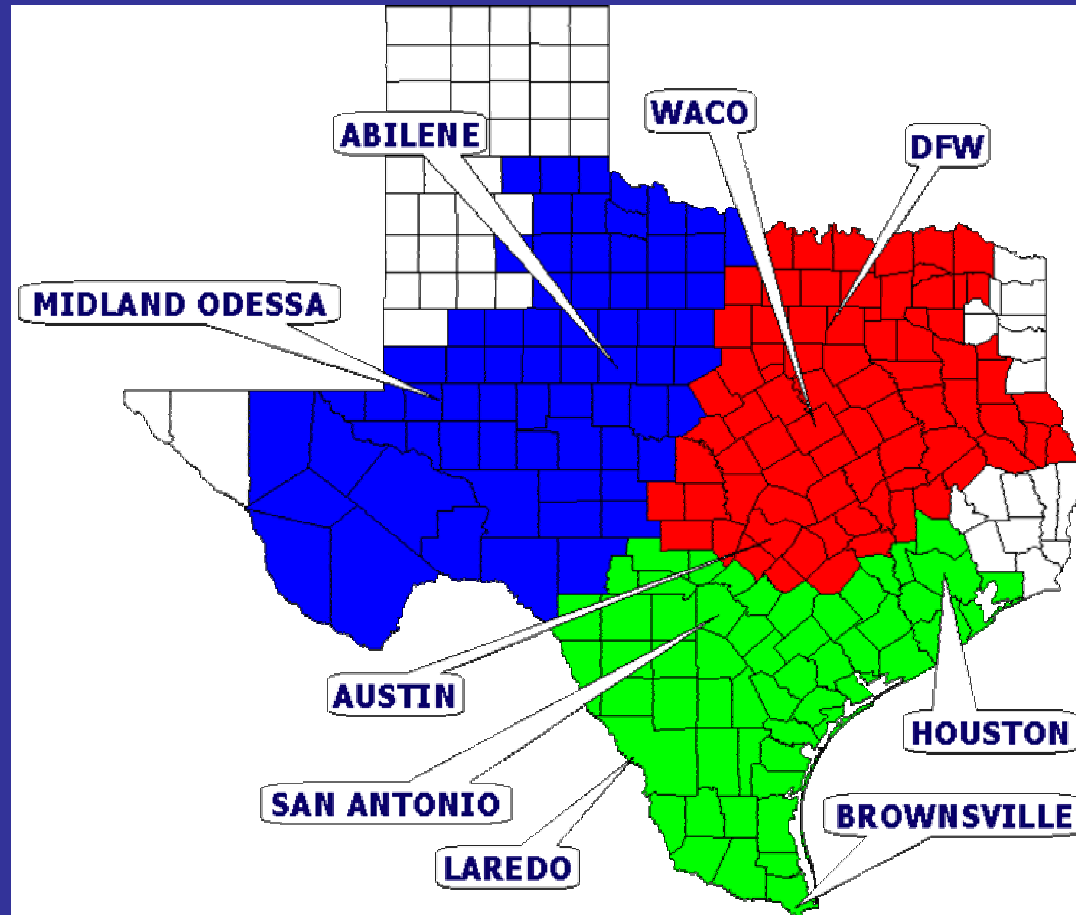 WACO
ABILENE
DFW
MIDLAND ODESSA
AUSTIN
HOUSTON
SAN ANTONIO
BROWNSVILLE
LAREDO